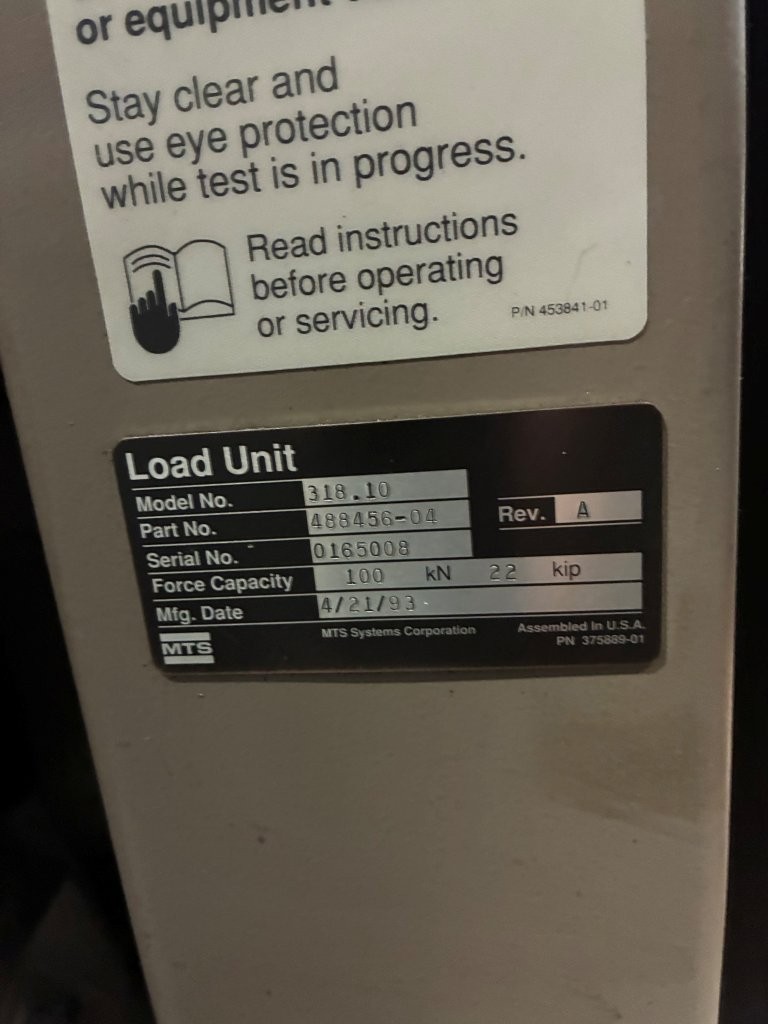 or equipment
Stay clear and
use eye protection
while test is in progress.
Read instructions
before operating
or servicing.
P/N 453841-01
Load Unit
Model No. 318.10
Part No. 488456-04
Rev. A
Serial No. 0165008
Force Capacity 100 kN 22 kip
Mfg. Date 4/21/93
MTS
MTS Systems Corporation
Assembled In U.S.A.
PN 375889-01